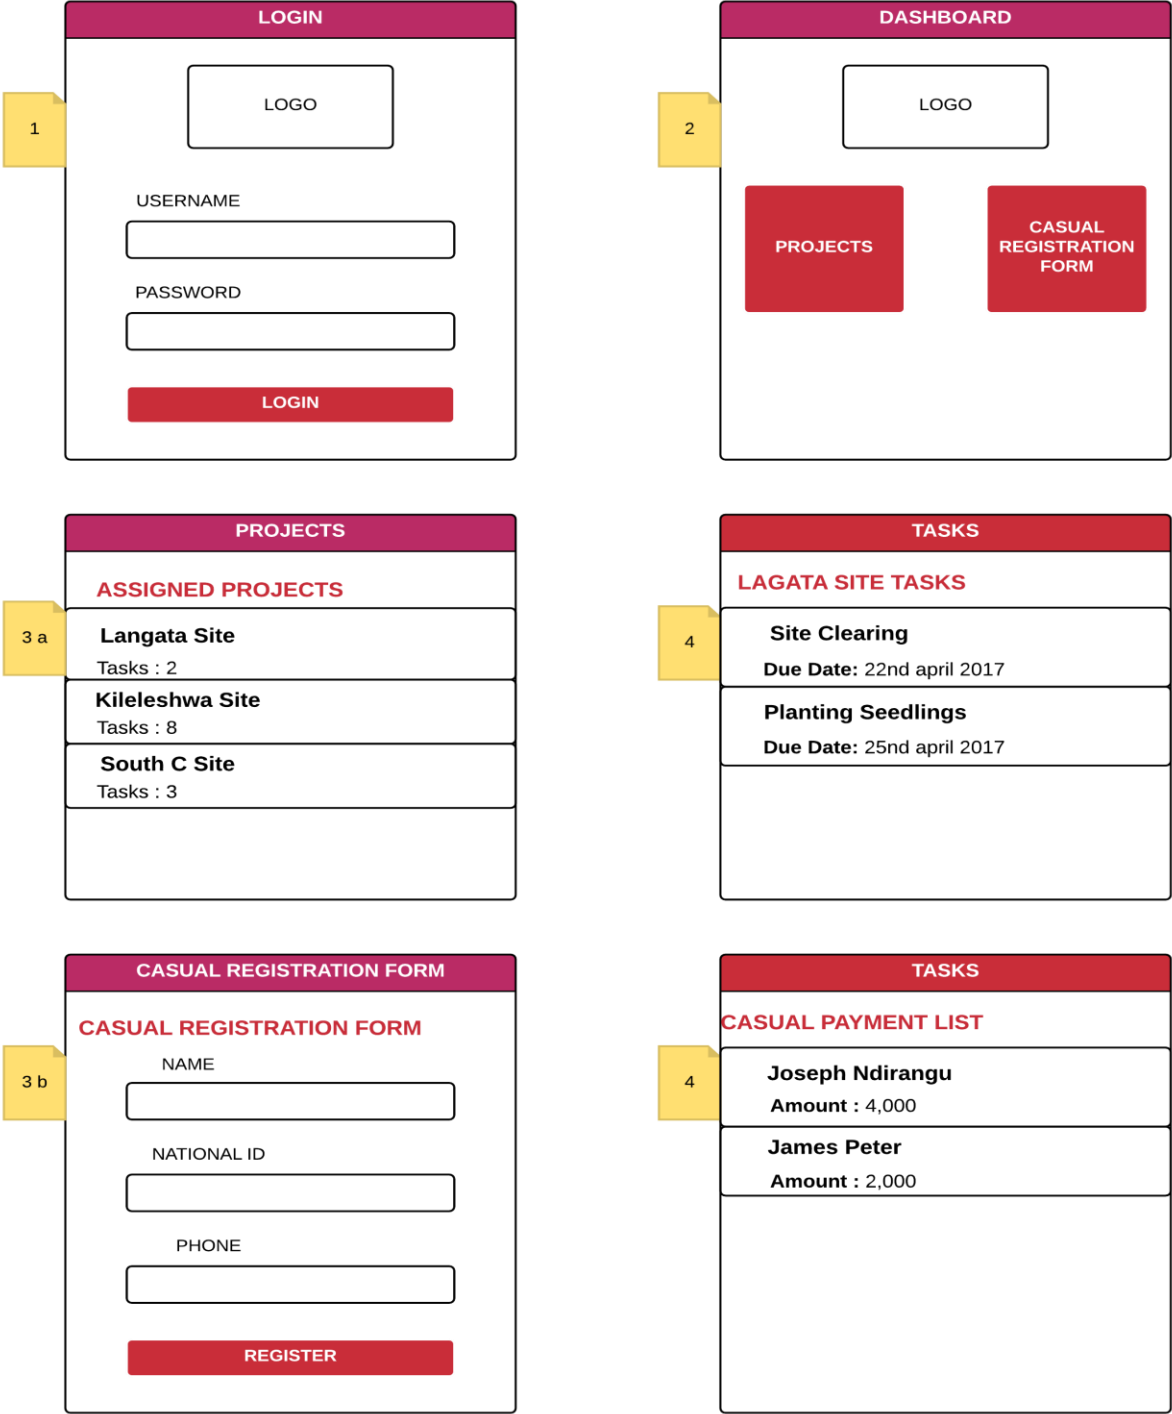 LOGIN
1
LOGO
USERNAME
PASSWORD
LOGIN
DASHBOARD
2
LOGO
PROJECTS
CASUAL
REGISTRATION
FORM
PROJECTS
ASSIGNED PROJECTS
3 a
Langata Site
Tasks : 2
Kileleshwa Site
Tasks : 8
South C Site
Tasks : 3
TASKS
LAGATA SITE TASKS
4
Site Clearing
Due Date: 22nd april 2017
Planting Seedlings
Due Date: 25nd april 2017
CASUAL REGISTRATION FORM
CASUAL REGISTRATION FORM
3 b
NAME
NATIONAL ID
PHONE
REGISTER
TASKS
CASUAL PAYMENT LIST
4
Joseph Ndirangu
Amount : 4,000
James Peter
Amount : 2,000